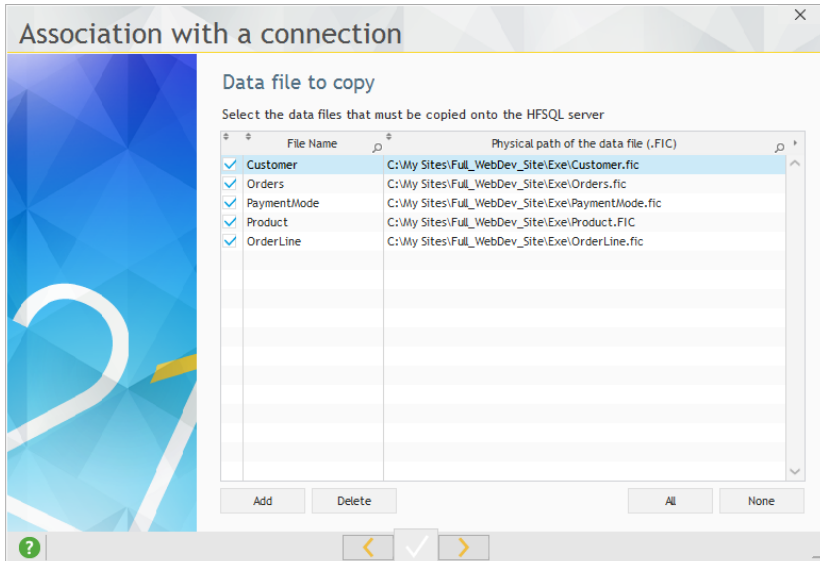 Association with a connection
Data file to copy
Select the data files that must be copied onto the HFSQL server
File Name Physical path of the data file (.FIC)
Customer C:\My Sites\Full_WebDev_Site\Exe\Customer.fic
Orders C:\My Sites\Full_WebDev_Site\Exe\Orders.fic
PaymentMode C:\My Sites\Full_WebDev_Site\Exe\PaymentMode.fic
Product C:\My Sites\Full_WebDev_Site\Exe\Product.FIC
OrderLine C:\My Sites\Full_WebDev_Site\Exe\OrderLine.fic
21
Add Delete All None
?